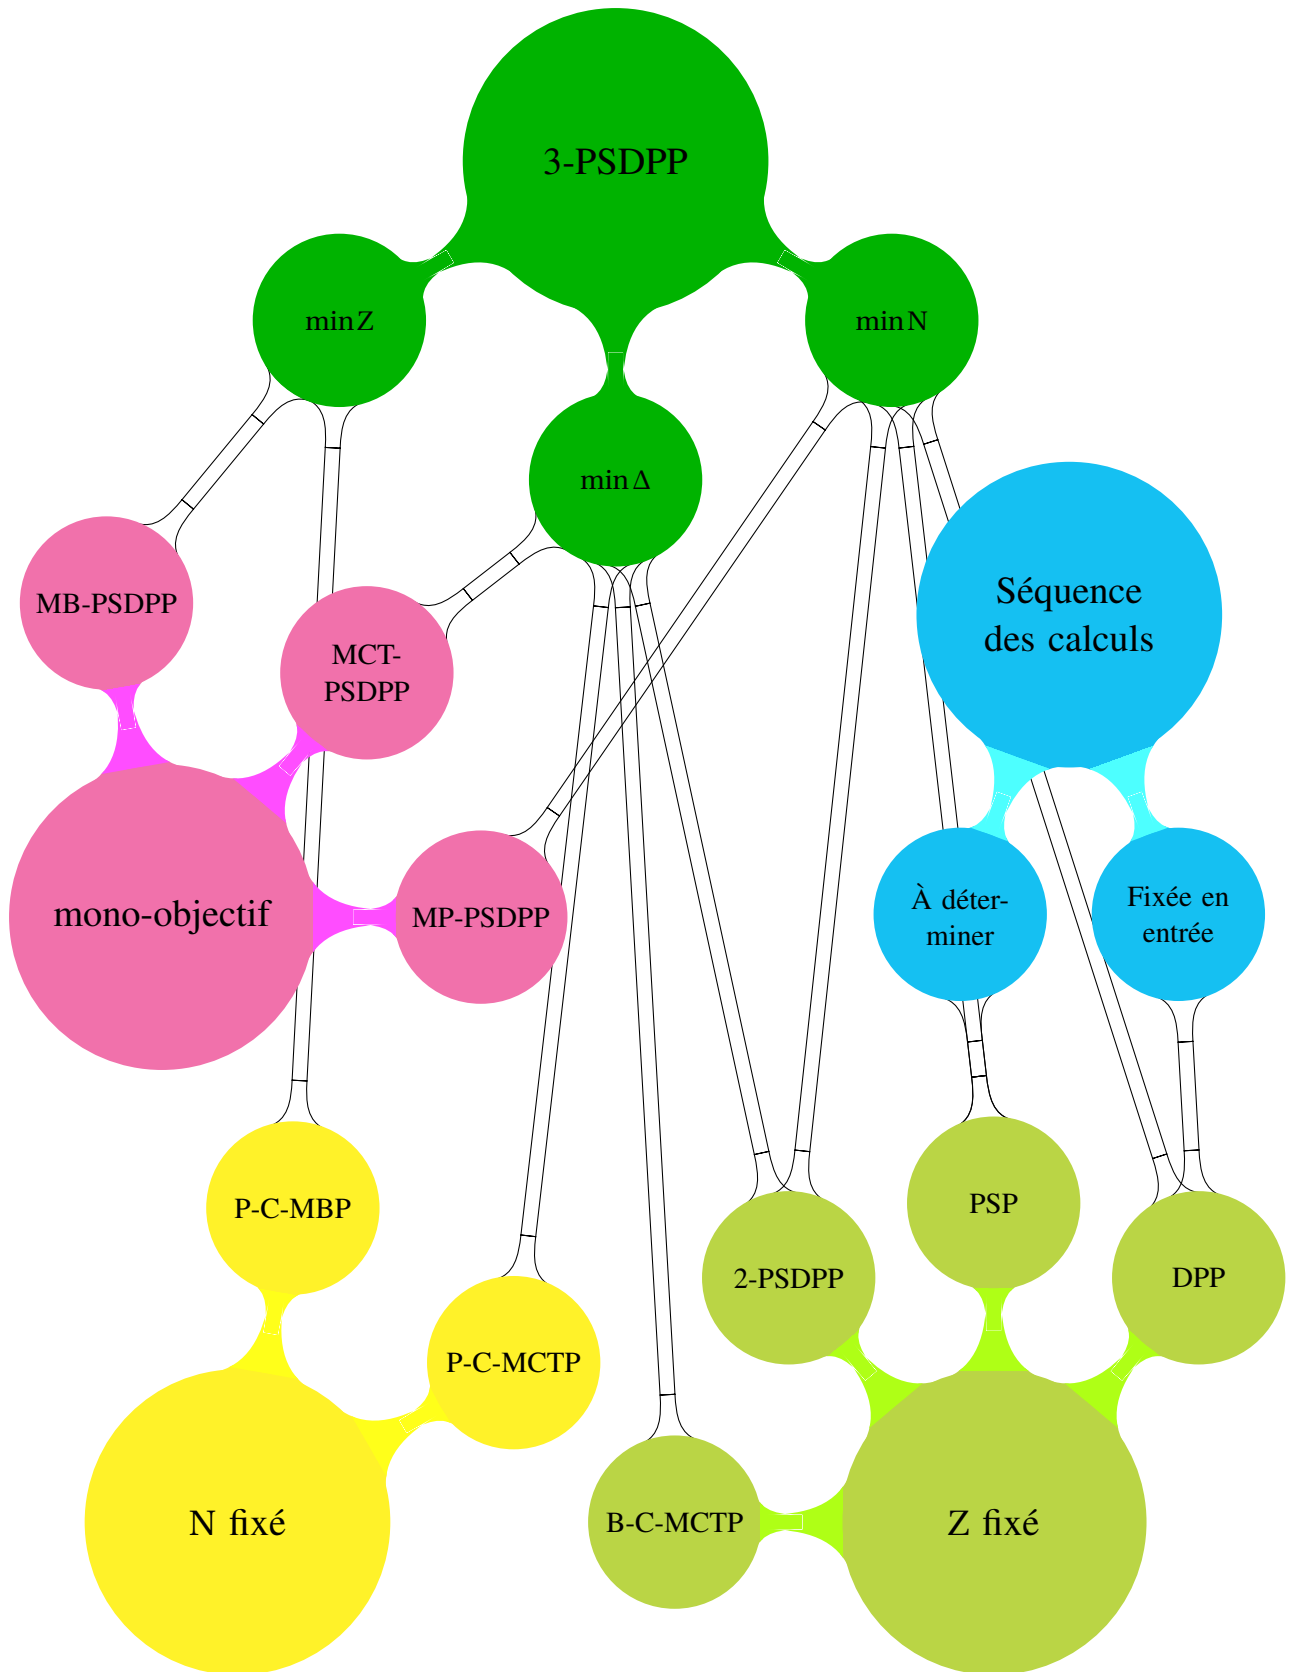 3-PSDPP
min Z
min N
min Δ
Séquence
des calculs
MB-PSDPP
MCT-
PSDPP
mono-objectif
MP-PSDPP
À déter-
miner
Fixée en
entrée
P-C-MBP
PSP
2-PSDPP
DPP
P-C-MCTP
N fixé
B-C-MCTP
Z fixé